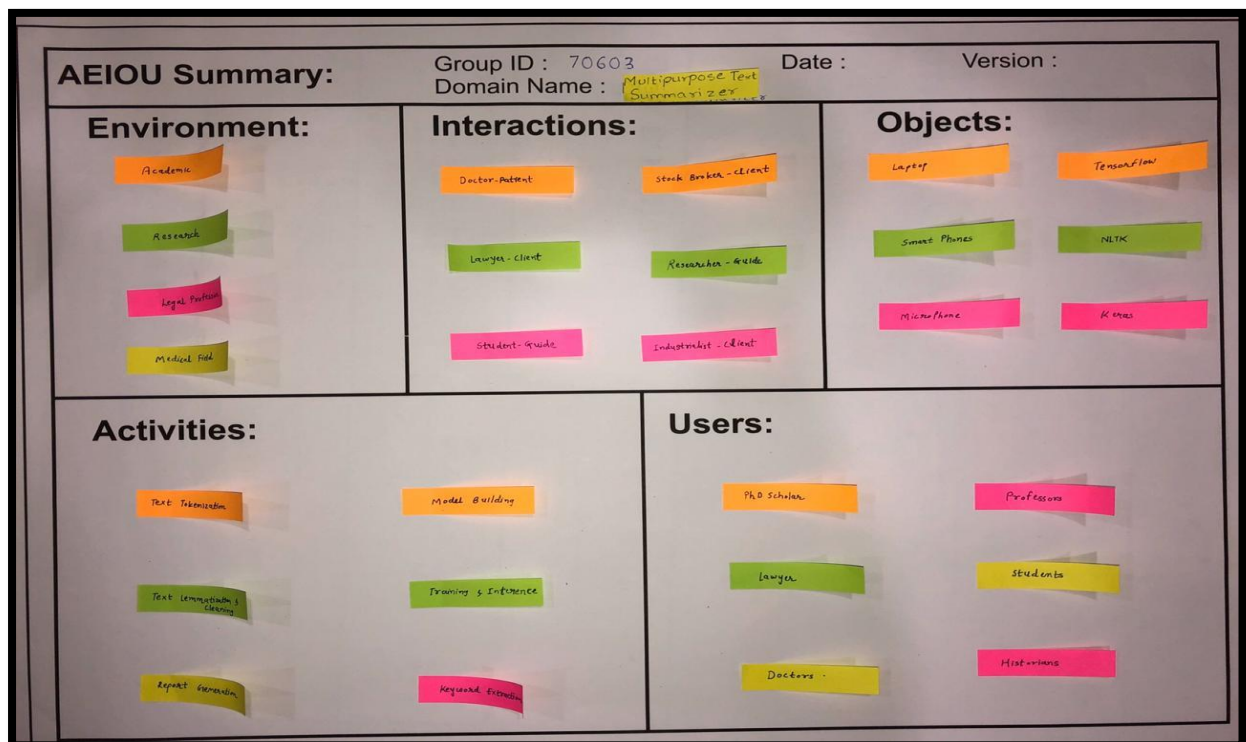 AEIOU Summary:
Group ID : 70603
Date :
Version :
Domain Name : Multipurpose Text
Summarizer
Environment:
Academic
Research
Legal Profession
Medical Field
Interactions:
Doctor-Patient
Stock Broker-Client
Lawyer-Client
Researcher-Guide
Student-Guide
Industrialist-Client
Objects:
Laptop
Tensorflow
Smart Phones
NLTK
Microphone
Keras
Activities:
Text Tokenization
Model Building
Text Lemmatization &
Cleaning
Training & Inference
Report Generation
Keyword Extraction
Users:
PhD Scholar
Professors
Lawyer
Students
Doctors
Historians